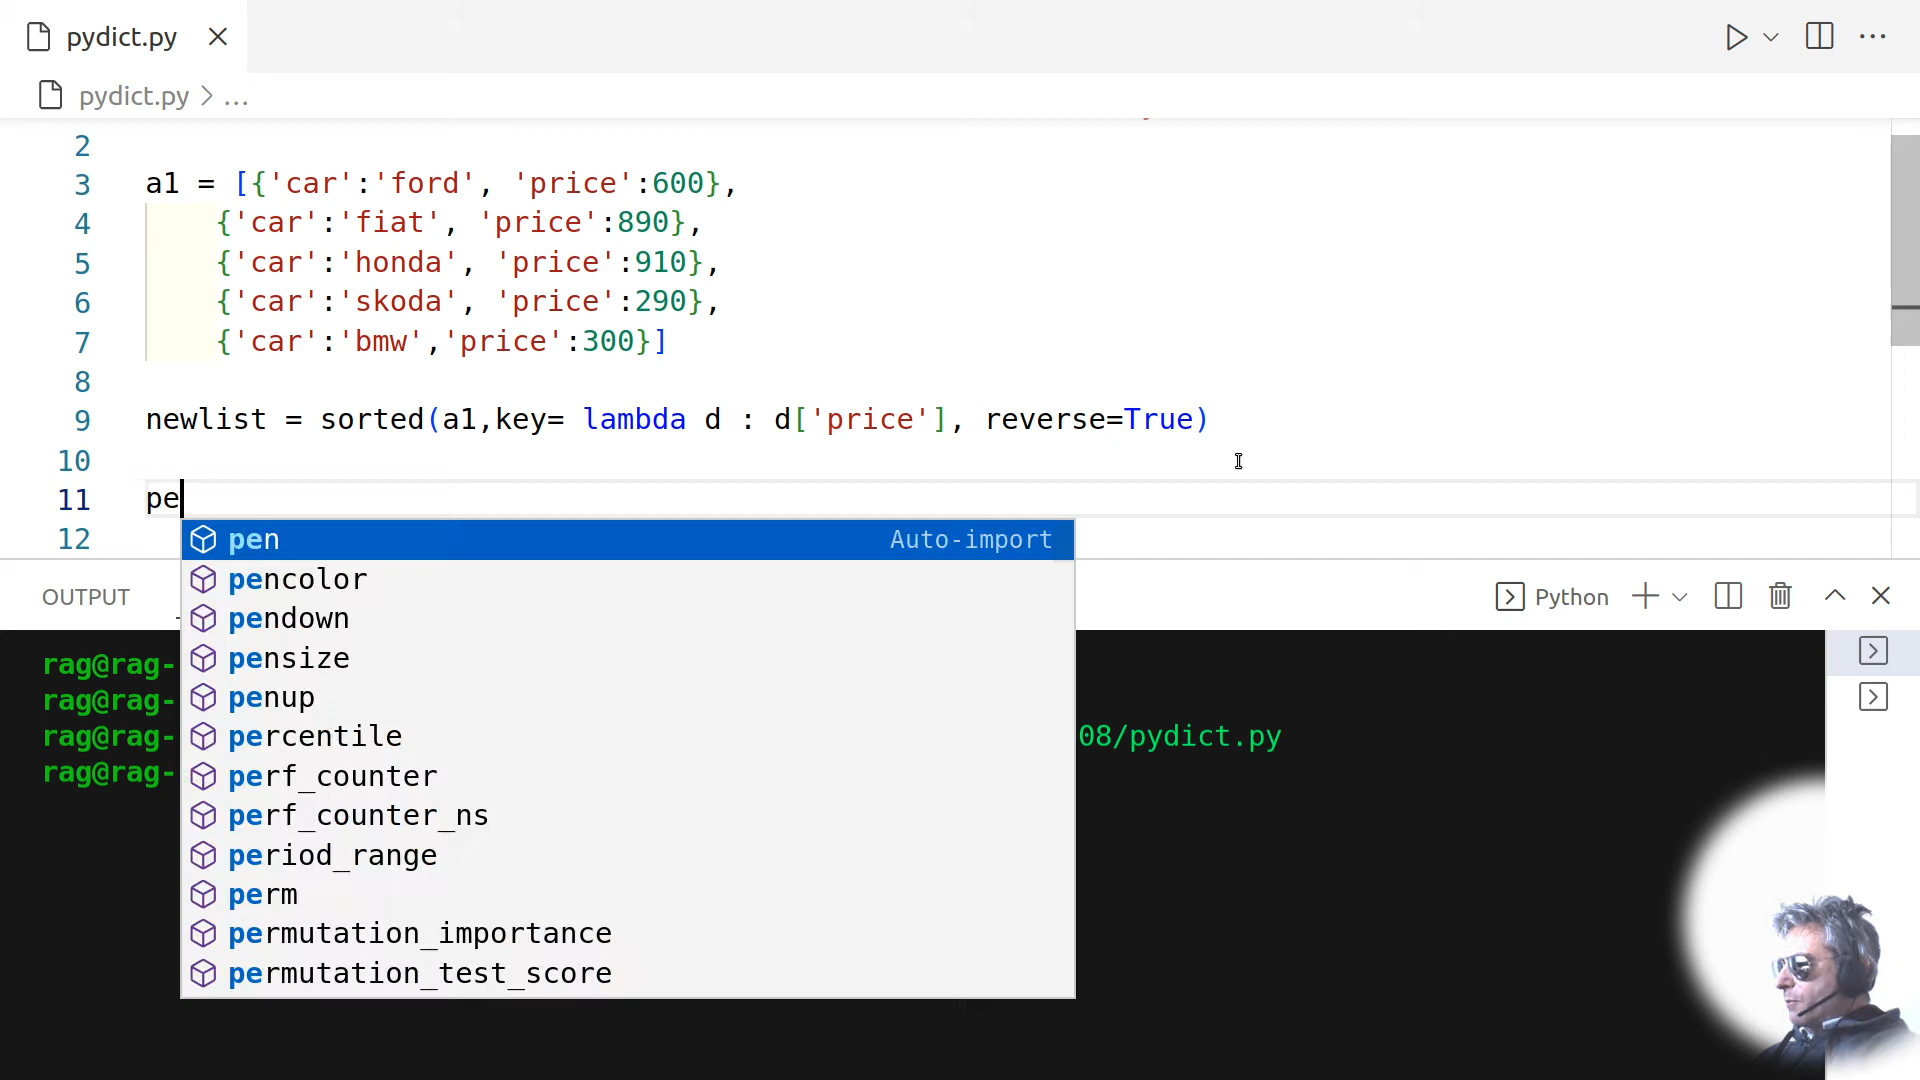 pydict.py
pydict.py > ...
2
3 a1 = [{'car':'ford', 'price':600},
4 {'car':'fiat', 'price':890},
5 {'car':'honda', 'price':910},
6 {'car':'skoda', 'price':290},
7 {'car':'bmw','price':300}]
8
9 newlist = sorted(a1,key= lambda d : d['price'], reverse=True)
10
11 pe
12
pen Auto-import
pencolor
pendown
pensize
penup
percentile
perf_counter
perf_counter_ns
period_range
perm
permutation_importance
permutation_test_score
OUTPUT
Python
rag@rag-
rag@rag-
rag@rag- 08/pydict.py
rag@rag-